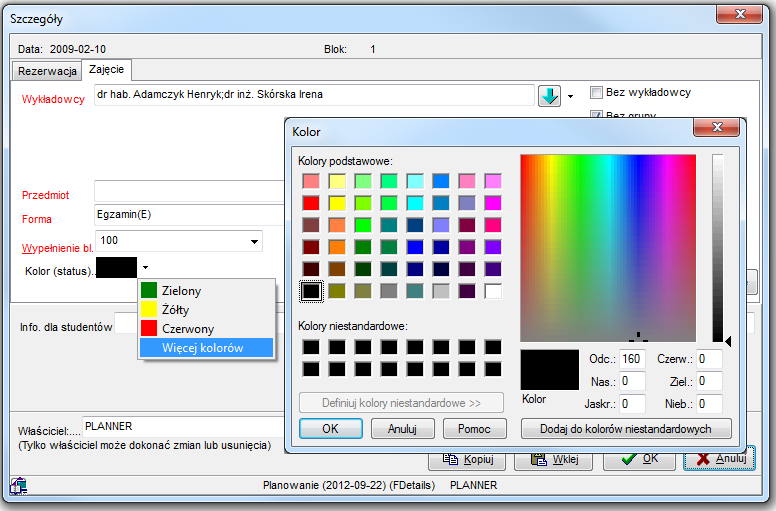 Szczegóły
Data: 2009-02-10 Blok: 1
Rezerwacja Zajęcie
Wykładowcy dr hab. Adamczyk Henryk;dr inż. Skórska Irena Bez wykładowcy
Bez grupy
Przedmiot
Forma Egzamin(E)
Wypełnienie bl. 100
Kolor (status)..
Zielony
Żółty
Czerwony
Więcej kolorów
Info. dla studentów
Właściciel:.... PLANNER
(Tylko właściciel może dokonać zmian lub usunięcia)
Kolor
Kolory podstawowe:
Kolory niestandardowe:
Definiuj kolory niestandardowe >>
OK Anuluj Pomoc
Kolor
Odc.: 160 Czerw.: 0
Nas.: 0 Ziel.: 0
Jaskr.: 0 Nieb.: 0
Dodaj do kolorów niestandardowych
Kopiuj Wklej OK Anuluj
Planowanie (2012-09-22) (FDetails) PLANNER